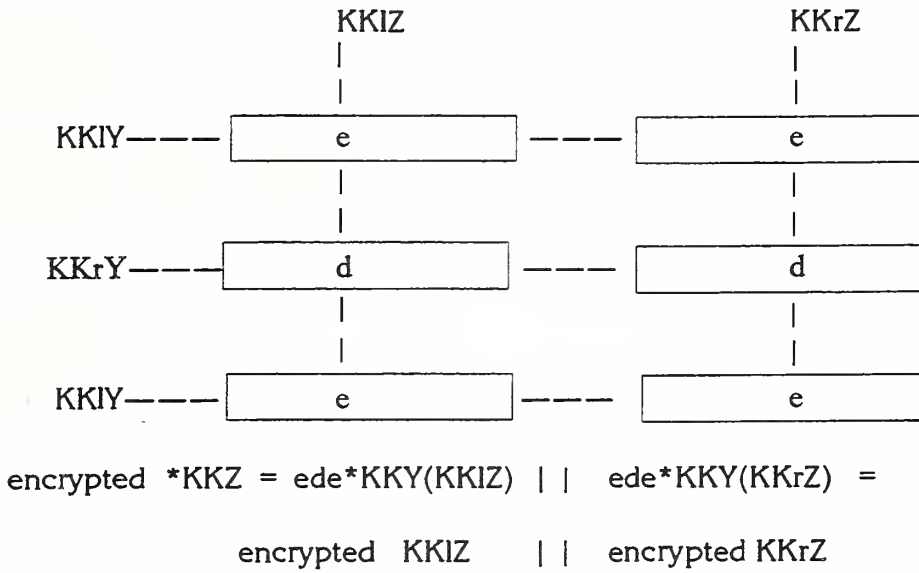 KKlZ KKrZ
KKlY e e
KKrY d d
KKlY e e
encrypted *KKZ = ede*KKY(KKlZ) || ede*KKY(KKrZ) =
encrypted KKlZ || encrypted KKrZ